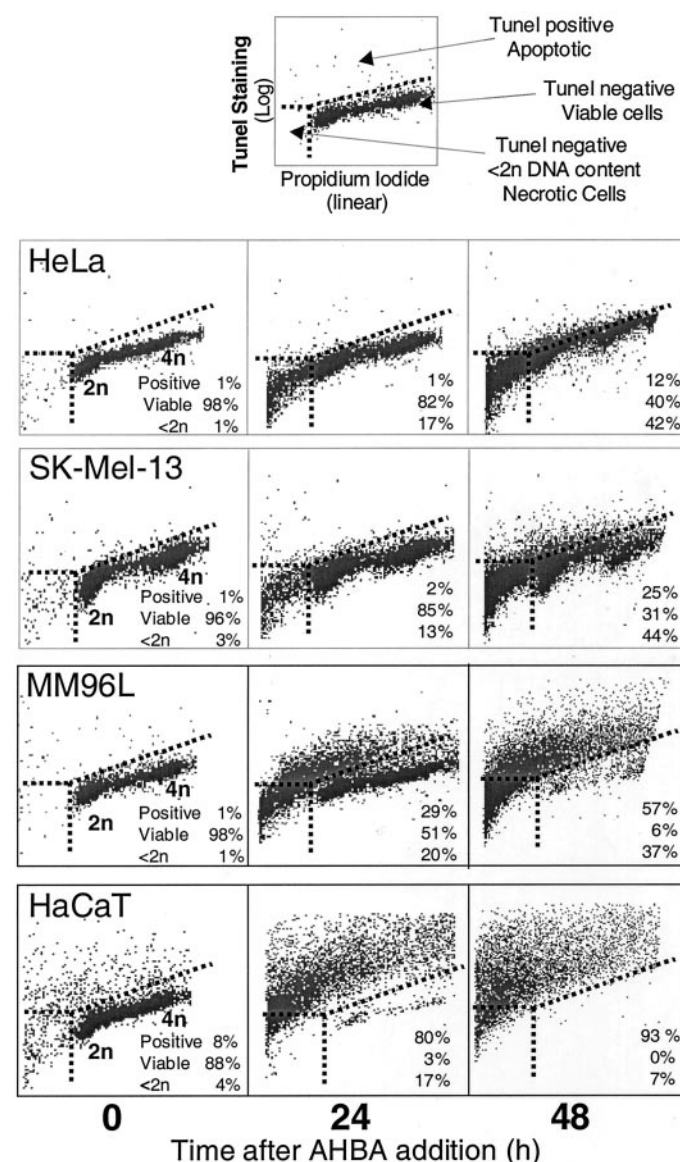 Tunel positive
Apoptotic
Tunel Staining
(Log)
Tunel negative
Viable cells
Tunel negative
<2n DNA content
Necrotic Cells
Propidium Iodide
(linear)
HeLa
2n
4n
Positive 1%
Viable 98%
<2n 1%
1%
82%
17%
12%
40%
42%
SK-Mel-13
2n
4n
Positive 1%
Viable 96%
<2n 3%
2%
85%
13%
25%
31%
44%
MM96L
2n
4n
Positive 1%
Viable 98%
<2n 1%
29%
51%
20%
57%
6%
37%
HaCaT
2n
4n
Positive 8%
Viable 88%
<2n 4%
80%
3%
17%
93%
0%
7%
0 24 48
Time after AHBA addition (h)